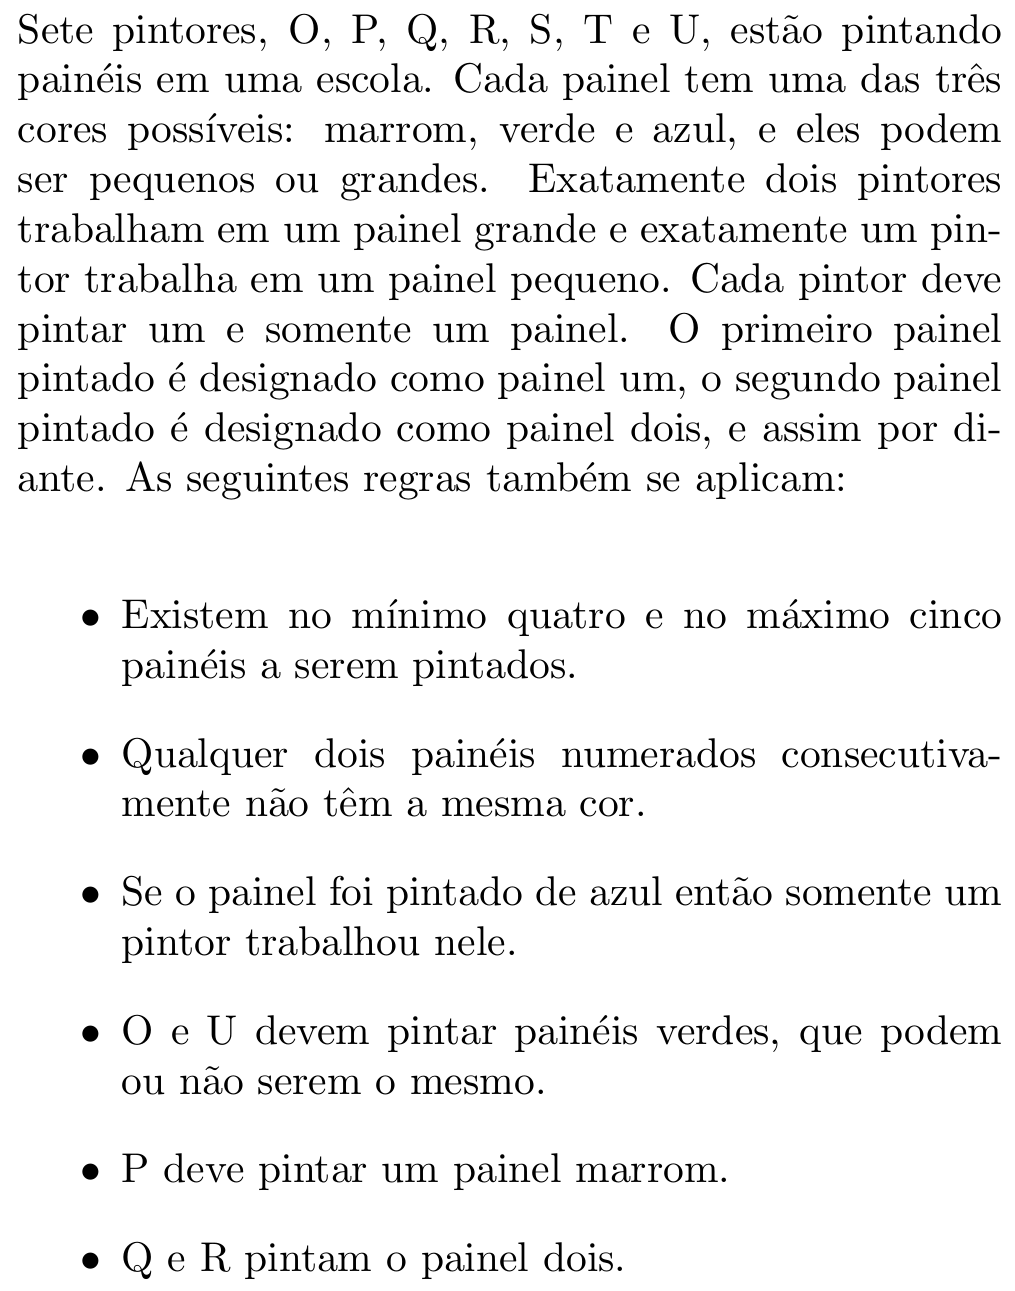 Sete pintores, O, P, Q, R, S, T e U, estão pintando
painéis em uma escola. Cada painel tem uma das três
cores possíveis: marrom, verde e azul, e eles podem
ser pequenos ou grandes. Exatamente dois pintores
trabalham em um painel grande e exatamente um pin-
tor trabalha em um painel pequeno. Cada pintor deve
pintar um e somente um painel. O primeiro painel
pintado é designado como painel um, o segundo painel
pintado é designado como painel dois, e assim por di-
ante. As seguintes regras também se aplicam:
• Existem no mínimo quatro e no máximo cinco
painéis a serem pintados.
• Qualquer dois painéis numerados consecutiva-
mente não têm a mesma cor.
• Se o painel foi pintado de azul então somente um
pintor trabalhou nele.
• O e U devem pintar painéis verdes, que podem
ou não serem o mesmo.
• P deve pintar um painel marrom.
• Q e R pintam o painel dois.